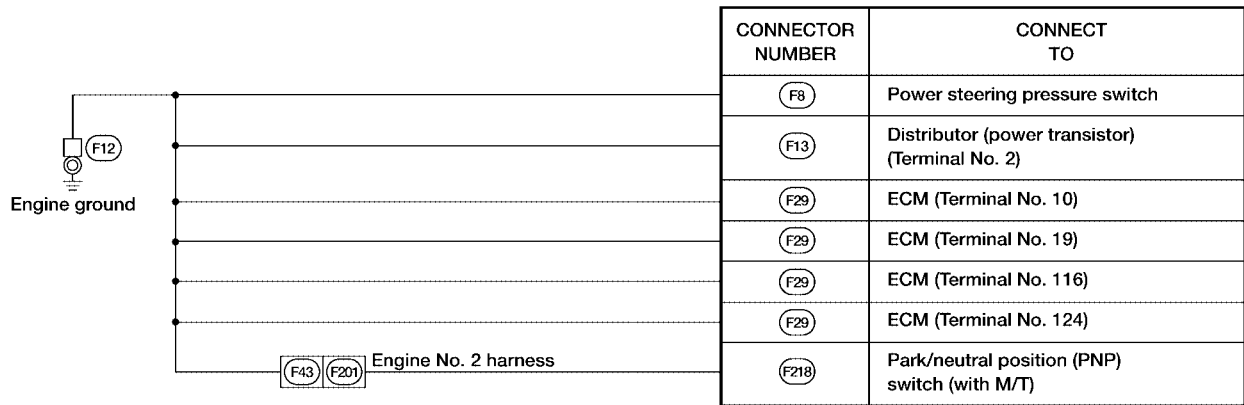 CONNECTOR
NUMBER
CONNECT
TO
F8
Power steering pressure switch
F12
Engine ground
F13
Distributor (power transistor)
(Terminal No. 2)
F29
ECM (Terminal No. 10)
F29
ECM (Terminal No. 19)
F29
ECM (Terminal No. 116)
F29
ECM (Terminal No. 124)
F43
F201
Engine No. 2 harness
F218
Park/neutral position (PNP)
switch (with M/T)